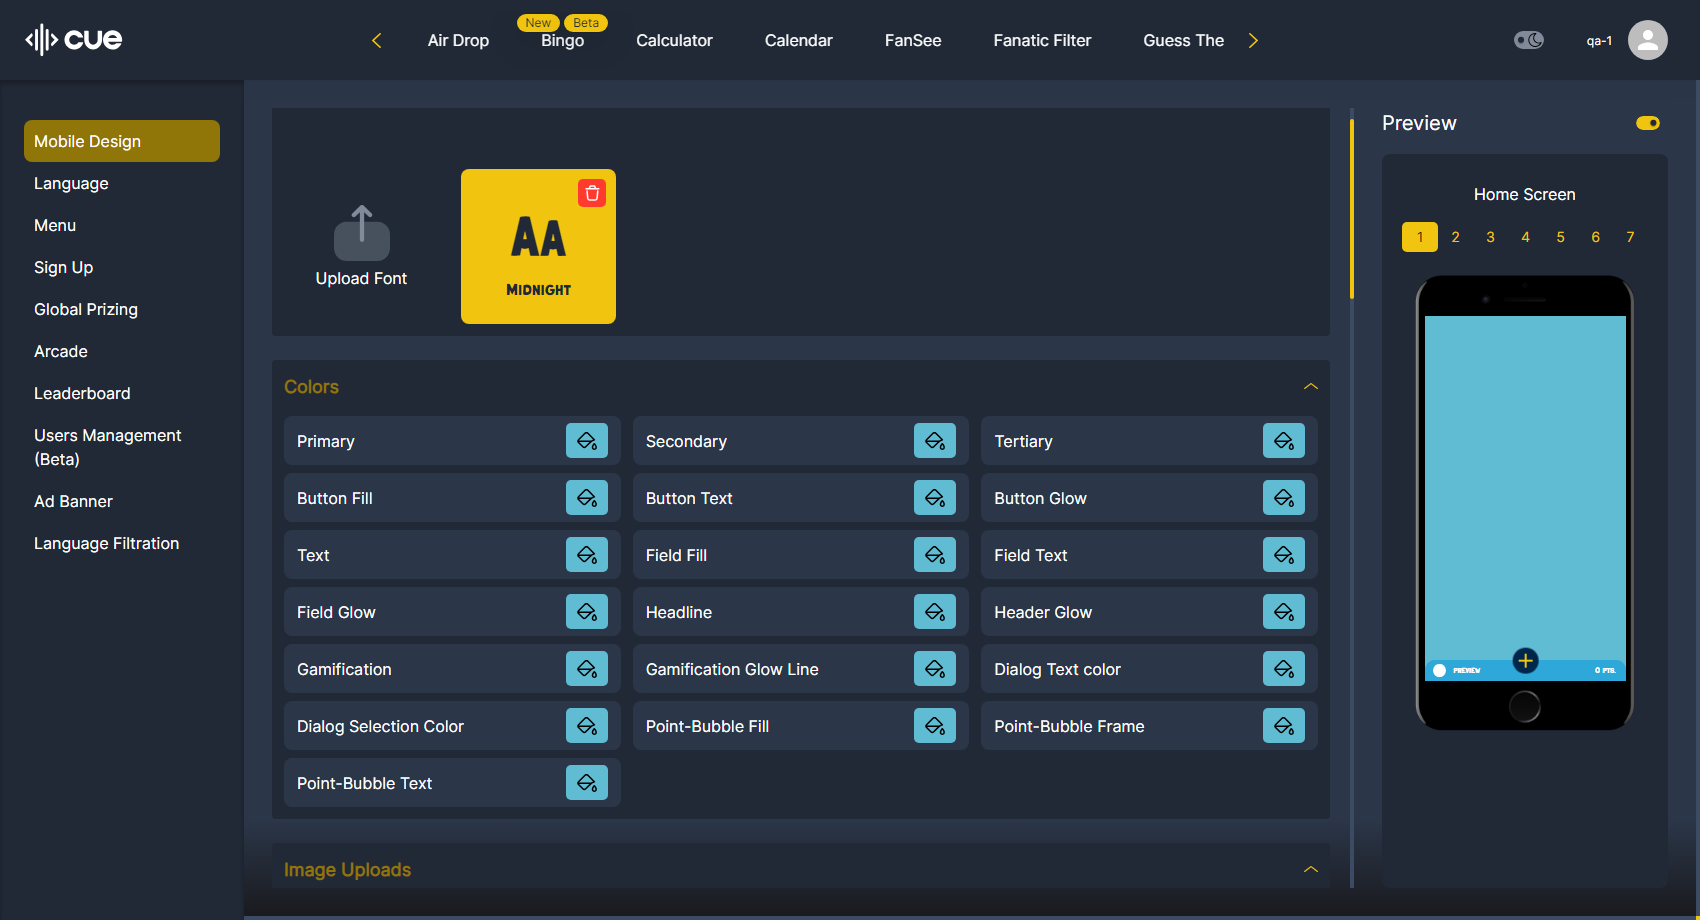 cue
New Beta
Air Drop Bingo Calculator Calendar FanSee Fanatic Filter Guess The
qa-1
Mobile Design
Language
Menu
Sign Up
Global Prizing
Arcade
Leaderboard
Users Management
(Beta)
Ad Banner
Language Filtration
Upload Font
AA
MIDNIGHT
Colors
Primary Secondary Tertiary
Button Fill Button Text Button Glow
Text Field Fill Field Text
Field Glow Headline Header Glow
Gamification Gamification Glow Line Dialog Text color
Dialog Selection Color Point-Bubble Fill Point-Bubble Frame
Point-Bubble Text
Image Uploads
Preview
Home Screen
1 2 3 4 5 6 7
PREVIEW 0 PTS.